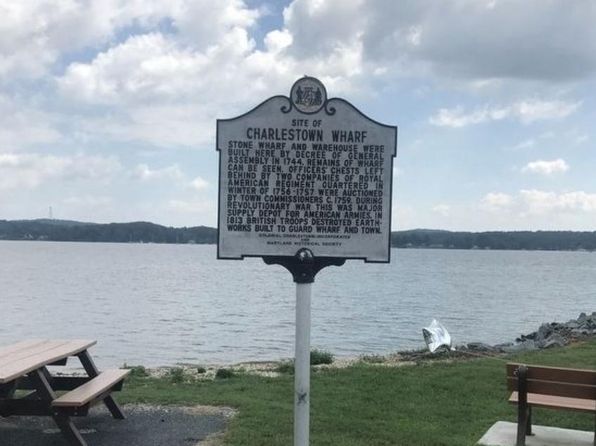 SITE OF
CHARLESTOWN WHARF
STONE WHARF AND WAREHOUSE WERE
BUILT HERE BY DECREE OF GENERAL
ASSEMBLY IN 1744. REMAINS OF WHARF
CAN BE SEEN. OFFICERS CHESTS LEFT
BEHIND BY TWO COMPANIES OF ROYAL
AMERICAN REGIMENT QUARTERED IN
WINTER OF 1756-1757 WERE AUCTIONED
BY TOWN COMMISSIONERS C.1759. DURING
REVOLUTIONARY WAR THIS WAS MAJOR
SUPPLY DEPOT FOR AMERICAN ARMIES. IN
1813 BRITISH TROOPS DESTROYED EARTH-
WORKS BUILT TO GUARD WHARF AND TOWN.
COLONIAL CHARLESTOWN, INCORPORATED
AND
MARYLAND HISTORICAL SOCIETY